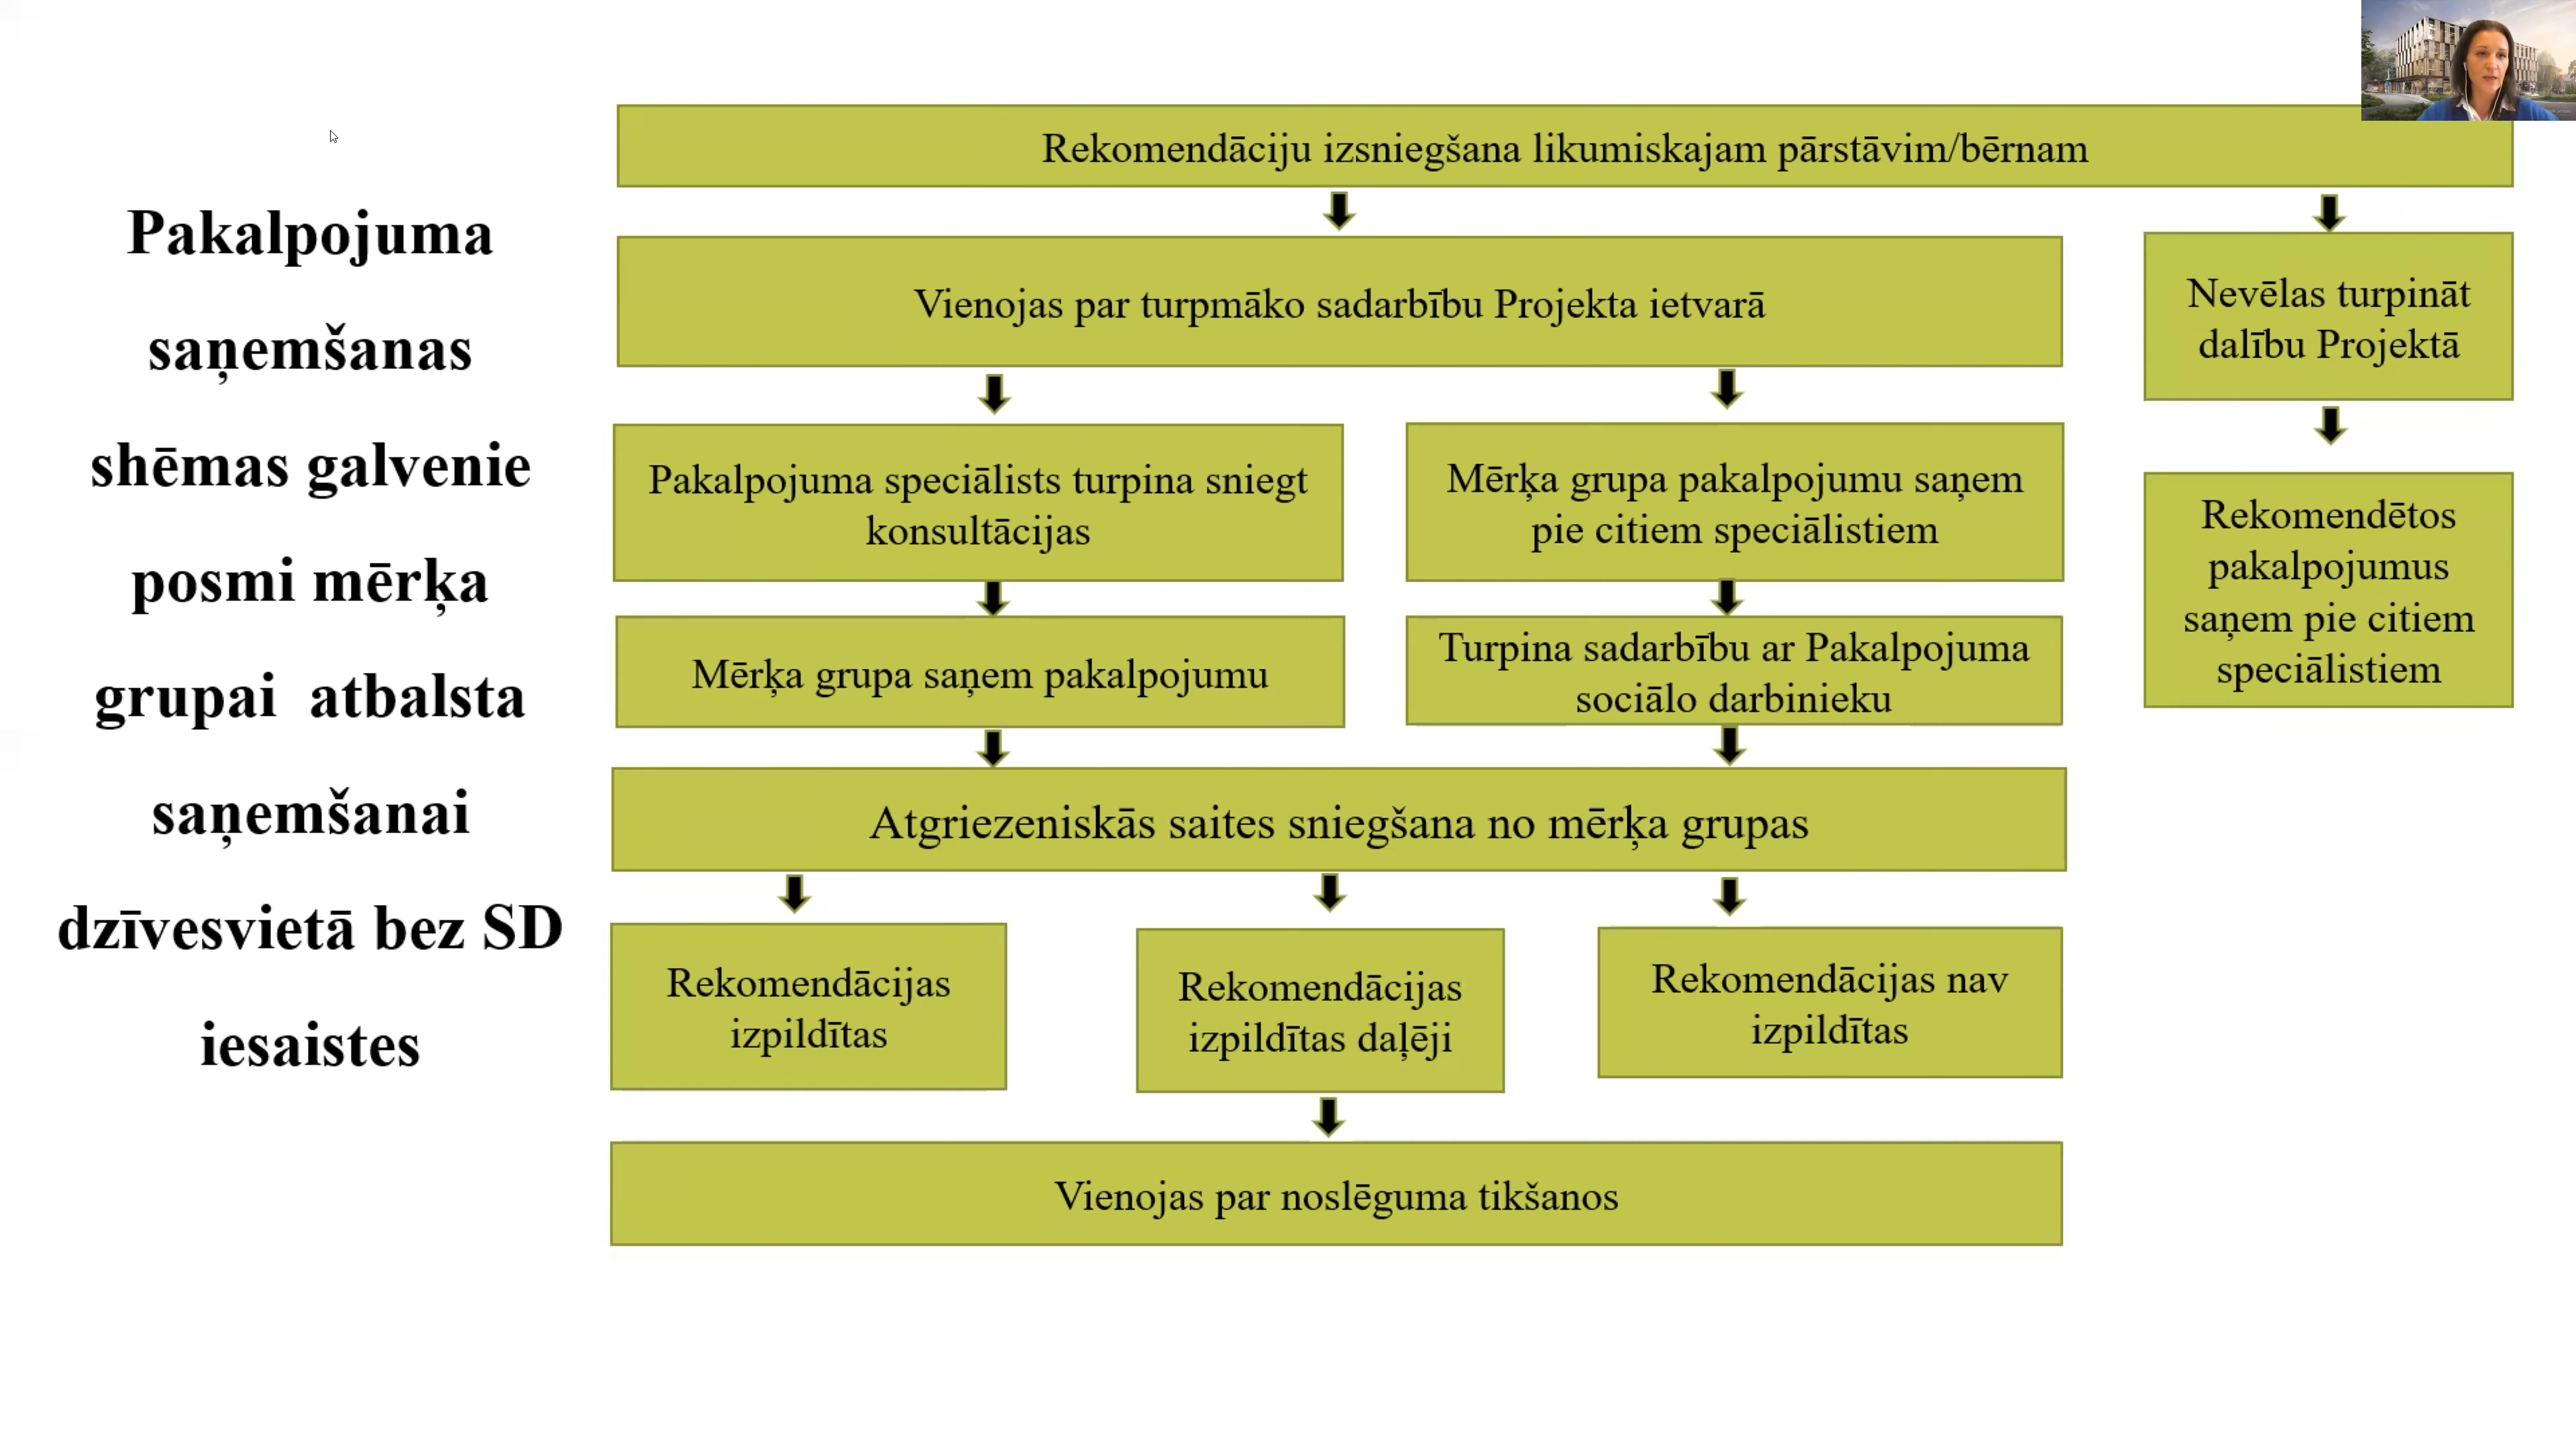 Pakalpojuma
saņemšanas
shēmas galvenie
posmi mērķa
grupai  atbalsta
saņemšanai
dzīvesvietā bez SD
iesaistes
Rekomendāciju izsniegšana likumiskajam pārstāvim/bērnam
Vienojas par turpmāko sadarbību Projekta ietvarā
Nevēlas turpināt
dalību Projektā
Pakalpojuma speciālists turpina sniegt
konsultācijas
Mērķa grupa pakalpojumu saņem
pie citiem speciālistiem
Rekomendētos
pakalpojumus
saņem pie citiem
speciālistiem
Mērķa grupa saņem pakalpojumu
Turpina sadarbību ar Pakalpojuma
sociālo darbinieku
Atgriezeniskās saites sniegšana no mērķa grupas
Rekomendācijas
izpildītas
Rekomendācijas
izpildītas daļēji
Rekomendācijas nav
izpildītas
Vienojas par noslēguma tikšanos